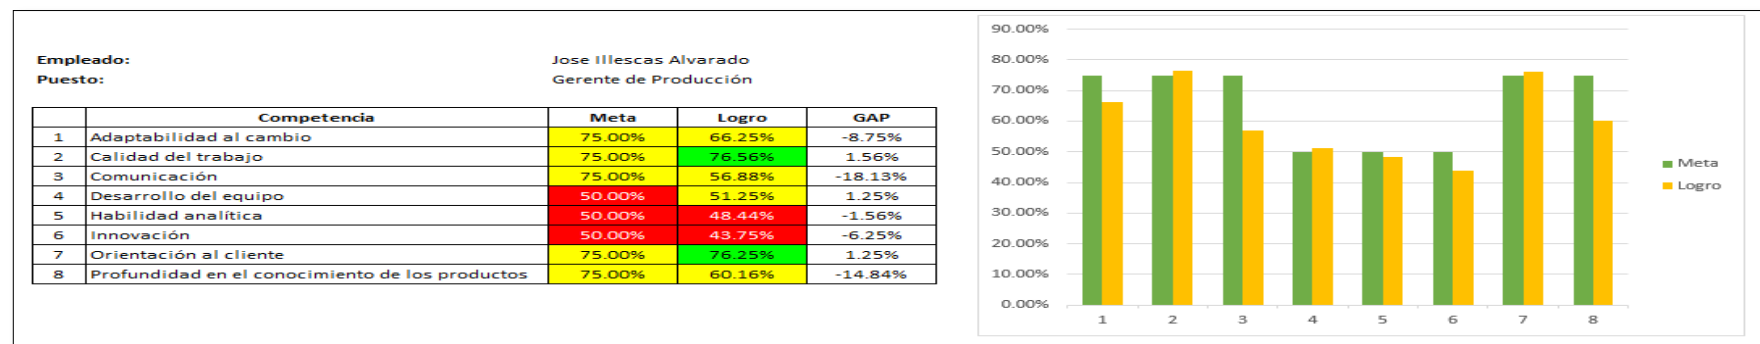 Empleado: Jose Illescas Alvarado
Puesto: Gerente de Producción
Competencia Meta Logro GAP
1 Adaptabilidad al cambio 75.00% 66.25% -8.75%
2 Calidad del trabajo 75.00% 76.56% 1.56%
3 Comunicación 75.00% 56.88% -18.13%
4 Desarrollo del equipo 50.00% 51.25% 1.25%
5 Habilidad analítica 50.00% 48.44% -1.56%
6 Innovación 50.00% 43.75% -6.25%
7 Orientación al cliente 75.00% 76.25% 1.25%
8 Profundidad en el conocimiento de los productos 75.00% 60.16% -14.84%
90.00%
80.00%
70.00%
60.00%
50.00%
40.00%
30.00%
20.00%
10.00%
0.00%
1 2 3 4 5 6 7 8
Meta
Logro